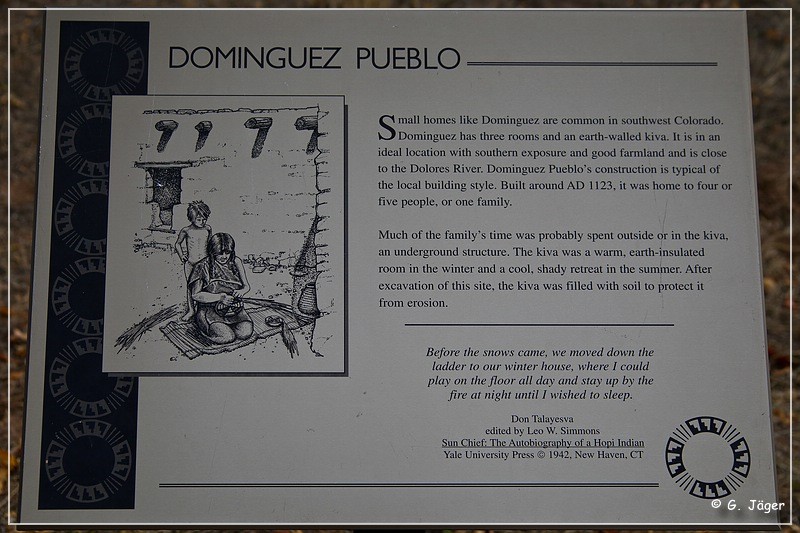 DOMINGUEZ PUEBLO
Small homes like Dominguez are common in southwest Colorado.
Dominguez has three rooms and an earth-walled kiva. It is in an
ideal location with southern exposure and good farmland and is close
to the Dolores River. Dominguez Pueblo's construction is typical of
the local building style. Built around AD 1123, it was home to four or
five people, or one family.
Much of the family's time was probably spent outside or in the kiva,
an underground structure. The kiva was a warm, earth-insulated
room in the winter and a cool, shady retreat in the summer. After
excavation of this site, the kiva was filled with soil to protect it
from erosion.
Before the snows came, we moved down the
ladder to our winter house, where I could
play on the floor all day and stay up by the
fire at night until I wished to sleep.
Don Talayesva
edited by Leo W. Simmons
Sun Chief: The Autobiography of a Hopi Indian
Yale University Press © 1942, New Haven, CT
© G. Jäger